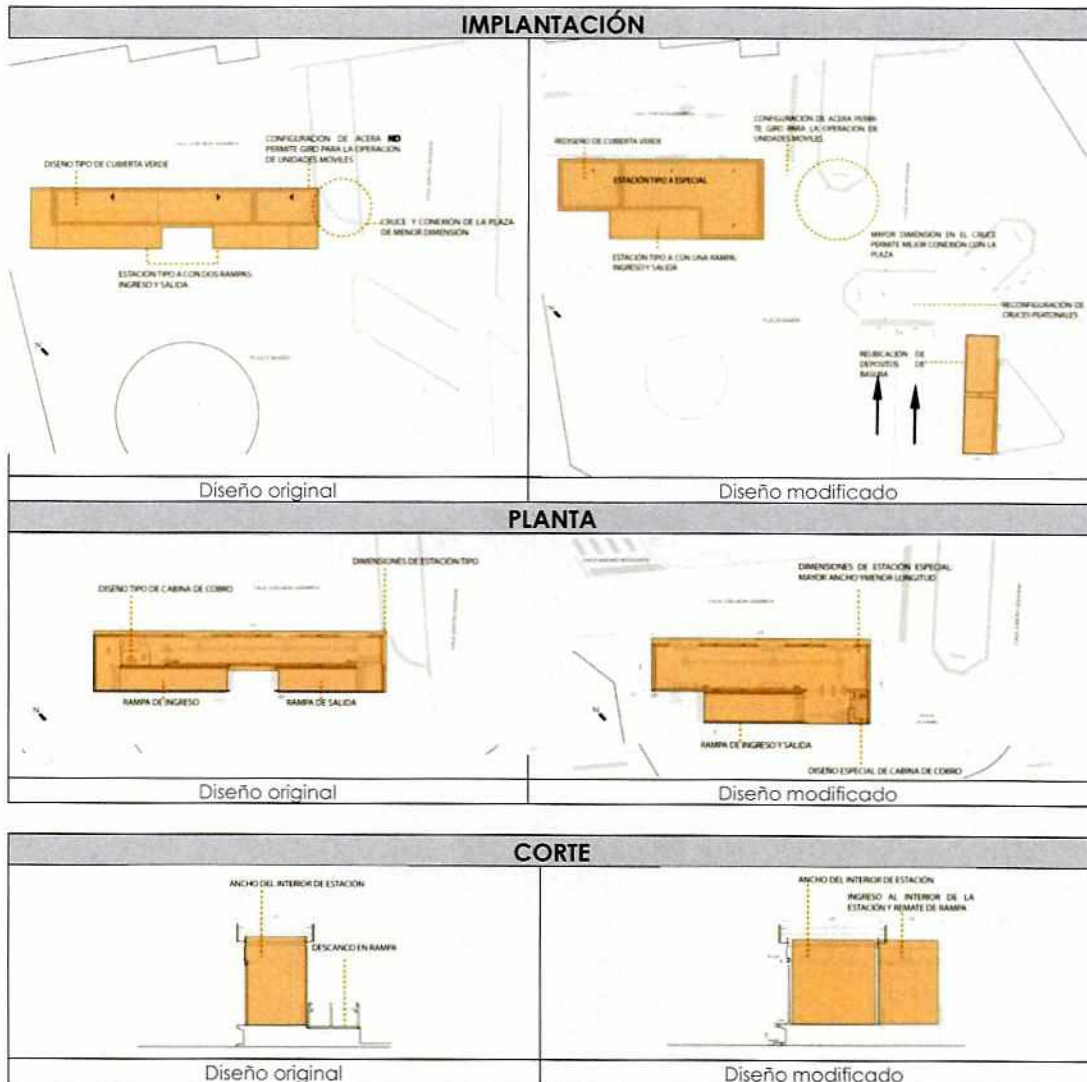 IMPLANTACIÓN
DISEÑO TIPO DE CUBIERTA VERDE
CONFIGURACIÓN DE ACERA NO
PERMITE GIRO PARA LA OPERACIÓN
DE UNIDADES MÓVILES
CRUCE Y CONEXIÓN DE LA PLAZA
DE MENOR DIMENSIÓN
ESTACIÓN TIPO A CON DOS RAMPAS:
INGRESO Y SALIDA
N
REDISEÑO DE CUBIERTA VERDE
ESTACIÓN TIPO A ESPECIAL
CONFIGURACIÓN DE ACERA PERMI-
TE GIRO PARA LA OPERACIÓN DE
UNIDADES MÓVILES
MAYOR DIMENSIÓN EN EL CRUCE
PERMITE MEJOR CONEXIÓN CON LA
PLAZA
ESTACIÓN TIPO A CON UNA RAMPA:
INGRESO Y SALIDA
RECONFIGURACIÓN DE
CRUCES PEATONALES
REUBICACIÓN DE
DEPOSITOS DE
BASURA
N
Diseño original
Diseño modificado
PLANTA
DIMENSIONES DE ESTACIÓN TIPO
DISEÑO TIPO DE CABINA DE COBRO
RAMPA DE INGRESO
RAMPA DE SALIDA
N
DIMENSIONES DE ESTACIÓN ESPECIAL:
MAYOR ANCHO Y MENOR LONGITUD
RAMPA DE INGRESO Y SALIDA
DISEÑO ESPECIAL DE CABINA DE COBRO
N
Diseño original
Diseño modificado
CORTE
ANCHO DEL INTERIOR DE ESTACIÓN
DESCANCO EN RAMPA
ANCHO DEL INTERIOR DE ESTACIÓN
INGRESO AL INTERIOR DE LA
ESTACIÓN Y REMATE DE RAMPA
Diseño original
Diseño modificado